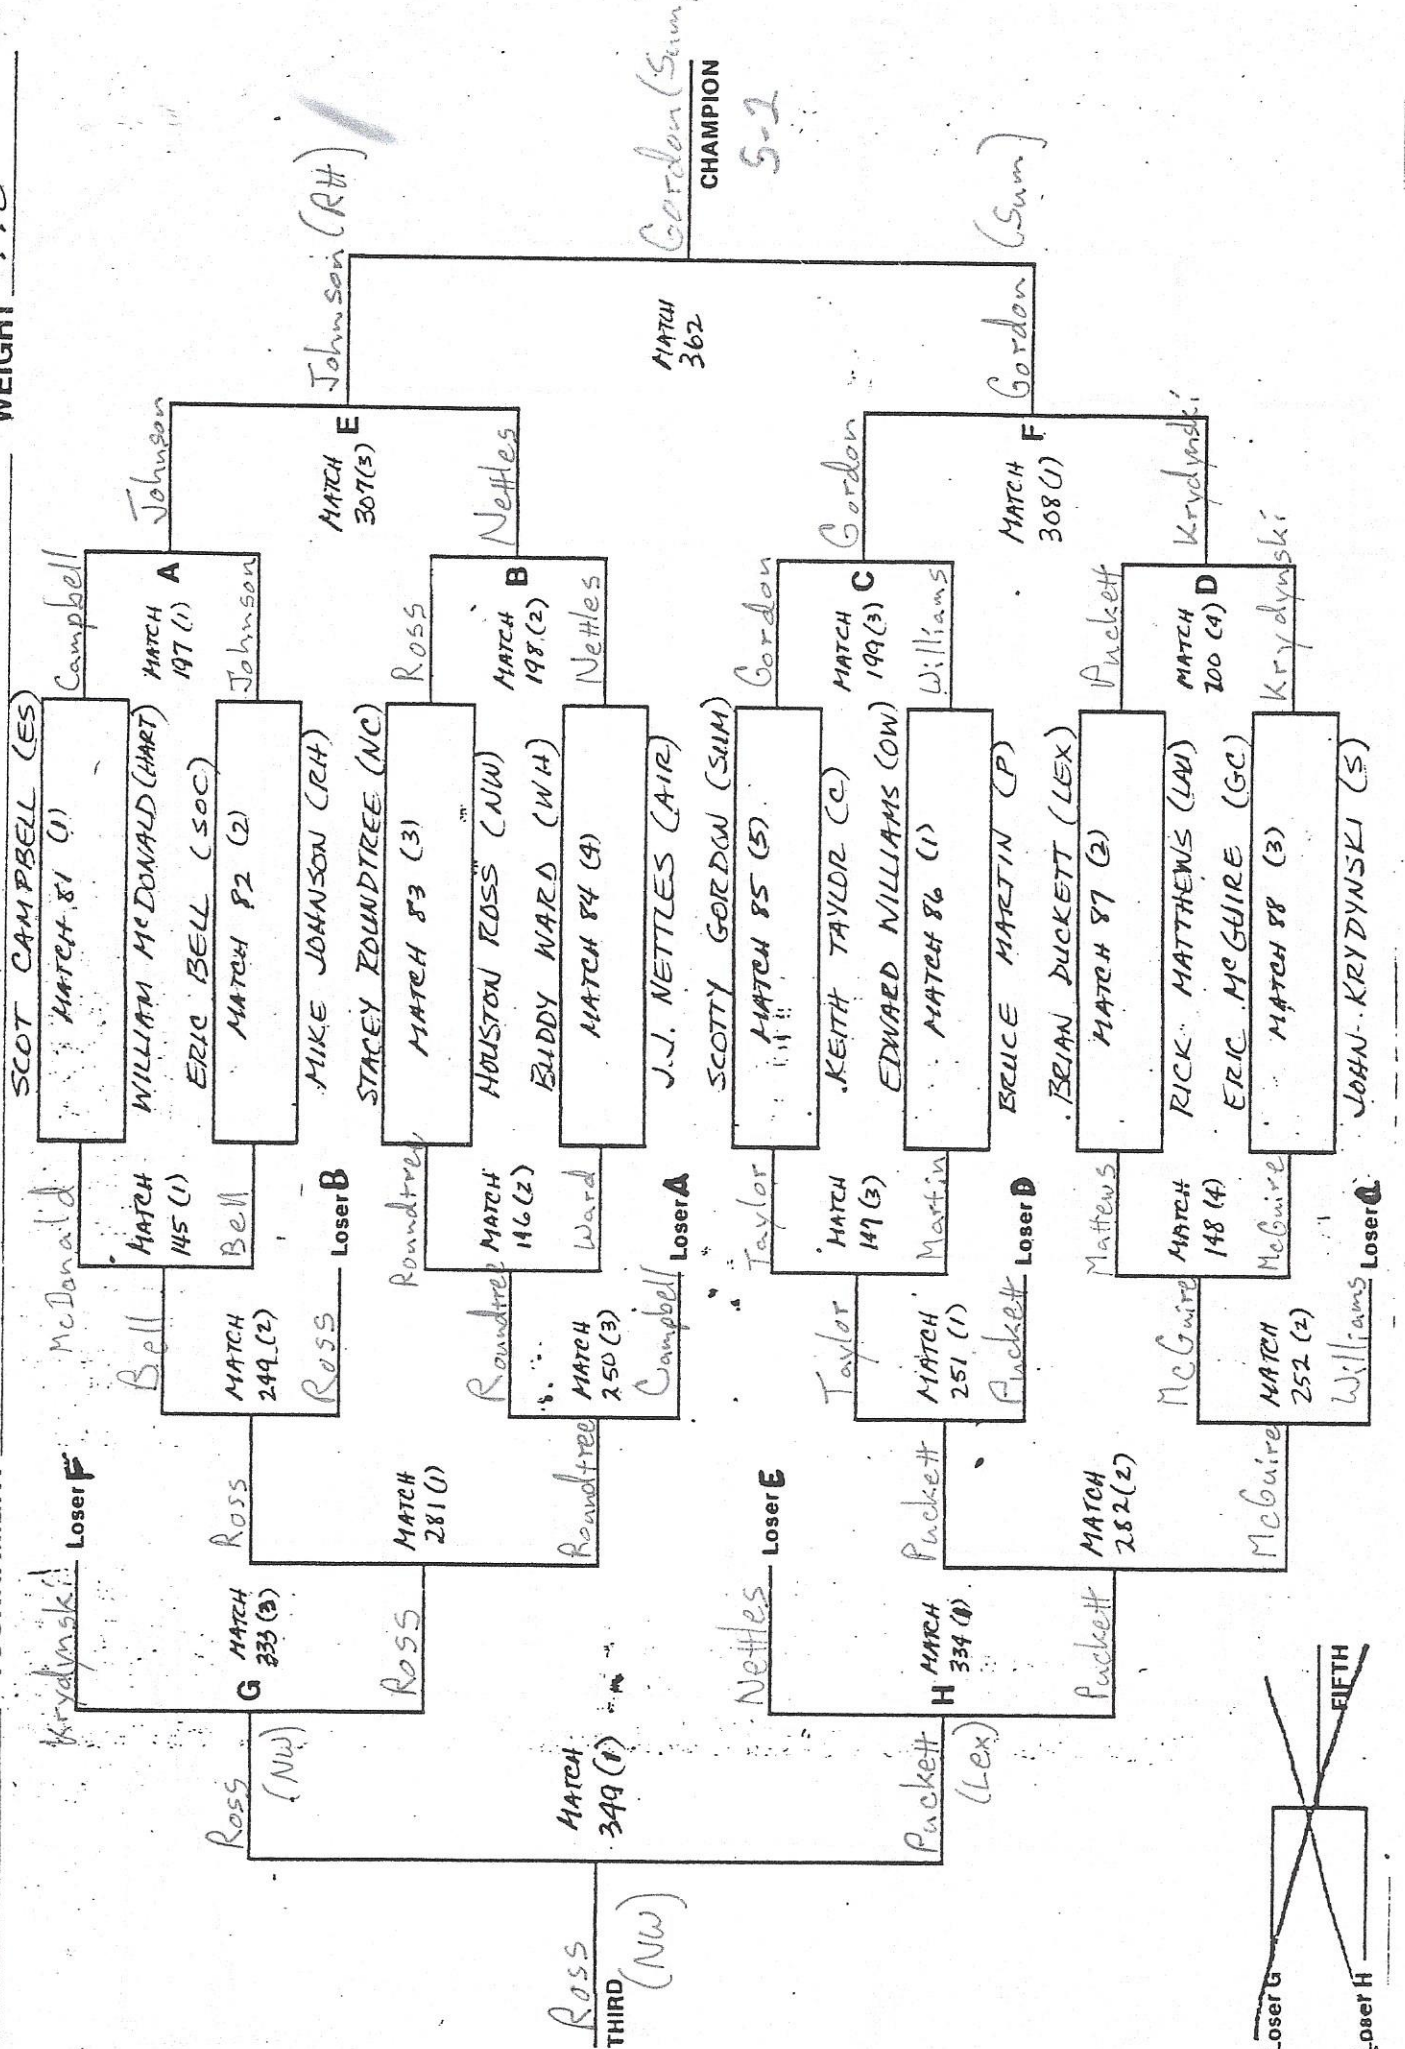 WEIGHT
SCOT CAMPBELL (ES)
MATCH 81 (1)
WILLIAM McDONALD (HART)
ERIC BELL (SOC)
MATCH 82 (2)
MIKE JOHNSON (RH)
STACEY ROUNDTREE (NC)
MATCH 83 (3)
HOUSTON ROSS (NW)
BUDDY WARD (WH)
MATCH 84 (4)
J.J. NETTLES (AIR)
SCOTTY GORDON (SUM)
MATCH 85 (5)
KEITH TAYLOR (C)
EDWARD WILLIAMS (OW)
MATCH 86 (1)
BRUCE MARTIN (P)
BRIAN DUCKETT (LEX)
MATCH 87 (2)
RICK MATTHEWS (LAU)
ERIC McGUIRE (GC)
MATCH 88 (3)
JOHN KRYDYNSKI (S)
Campbell
MATCH
197 (1)
A
Johnson
Ross
MATCH
198 (2)
B
Nettles
Gordon
MATCH
199 (3)
C
Williams
Puckett
MATCH
200 (4)
D
Krydynski
Johnson
MATCH
307 (3)
E
Nettles
Gordon
MATCH
308 (1)
F
Krydynski
Johnson (RH)
MATCH
362
Gordon (Sum)
Gordon (Sum
CHAMPION
5-2
McDonald
MATCH
145 (1)
Bell
Roundtree
MATCH
146 (2)
Ward
Taylor
MATCH
147 (3)
Martin
Mattews
MATCH
148 (4)
McGuire
Bell
MATCH
249 (2)
Ross
Loser B
Roundtree
MATCH
250 (3)
Campbell
Loser A
Taylor
MATCH
251 (1)
Puckett
Loser D
McGuire
MATCH
252 (2)
Williams
Loser C
Ross
MATCH
281 (1)
Roundtree
Puckett
MATCH
282 (2)
McGuire
Krydynski
Loser F
MATCH
333 (3)
G
Ross
Nettles
Loser E
MATCH
334 (1)
H
Puckett
Ross
(NW)
MATCH
349 (1)
Puckett
(Lex)
Ross
(NW)
THIRD
Loser G
Loser H
FIFTH